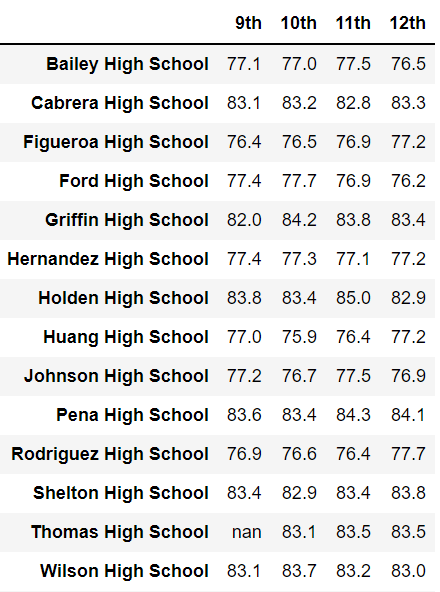 9th 10th 11th 12th
Bailey High School 77.1 77.0 77.5 76.5
Cabrera High School 83.1 83.2 82.8 83.3
Figueroa High School 76.4 76.5 76.9 77.2
Ford High School 77.4 77.7 76.9 76.2
Griffin High School 82.0 84.2 83.8 83.4
Hernandez High School 77.4 77.3 77.1 77.2
Holden High School 83.8 83.4 85.0 82.9
Huang High School 77.0 75.9 76.4 77.2
Johnson High School 77.2 76.7 77.5 76.9
Pena High School 83.6 83.4 84.3 84.1
Rodriguez High School 76.9 76.6 76.4 77.7
Shelton High School 83.4 82.9 83.4 83.8
Thomas High School nan 83.1 83.5 83.5
Wilson High School 83.1 83.7 83.2 83.0